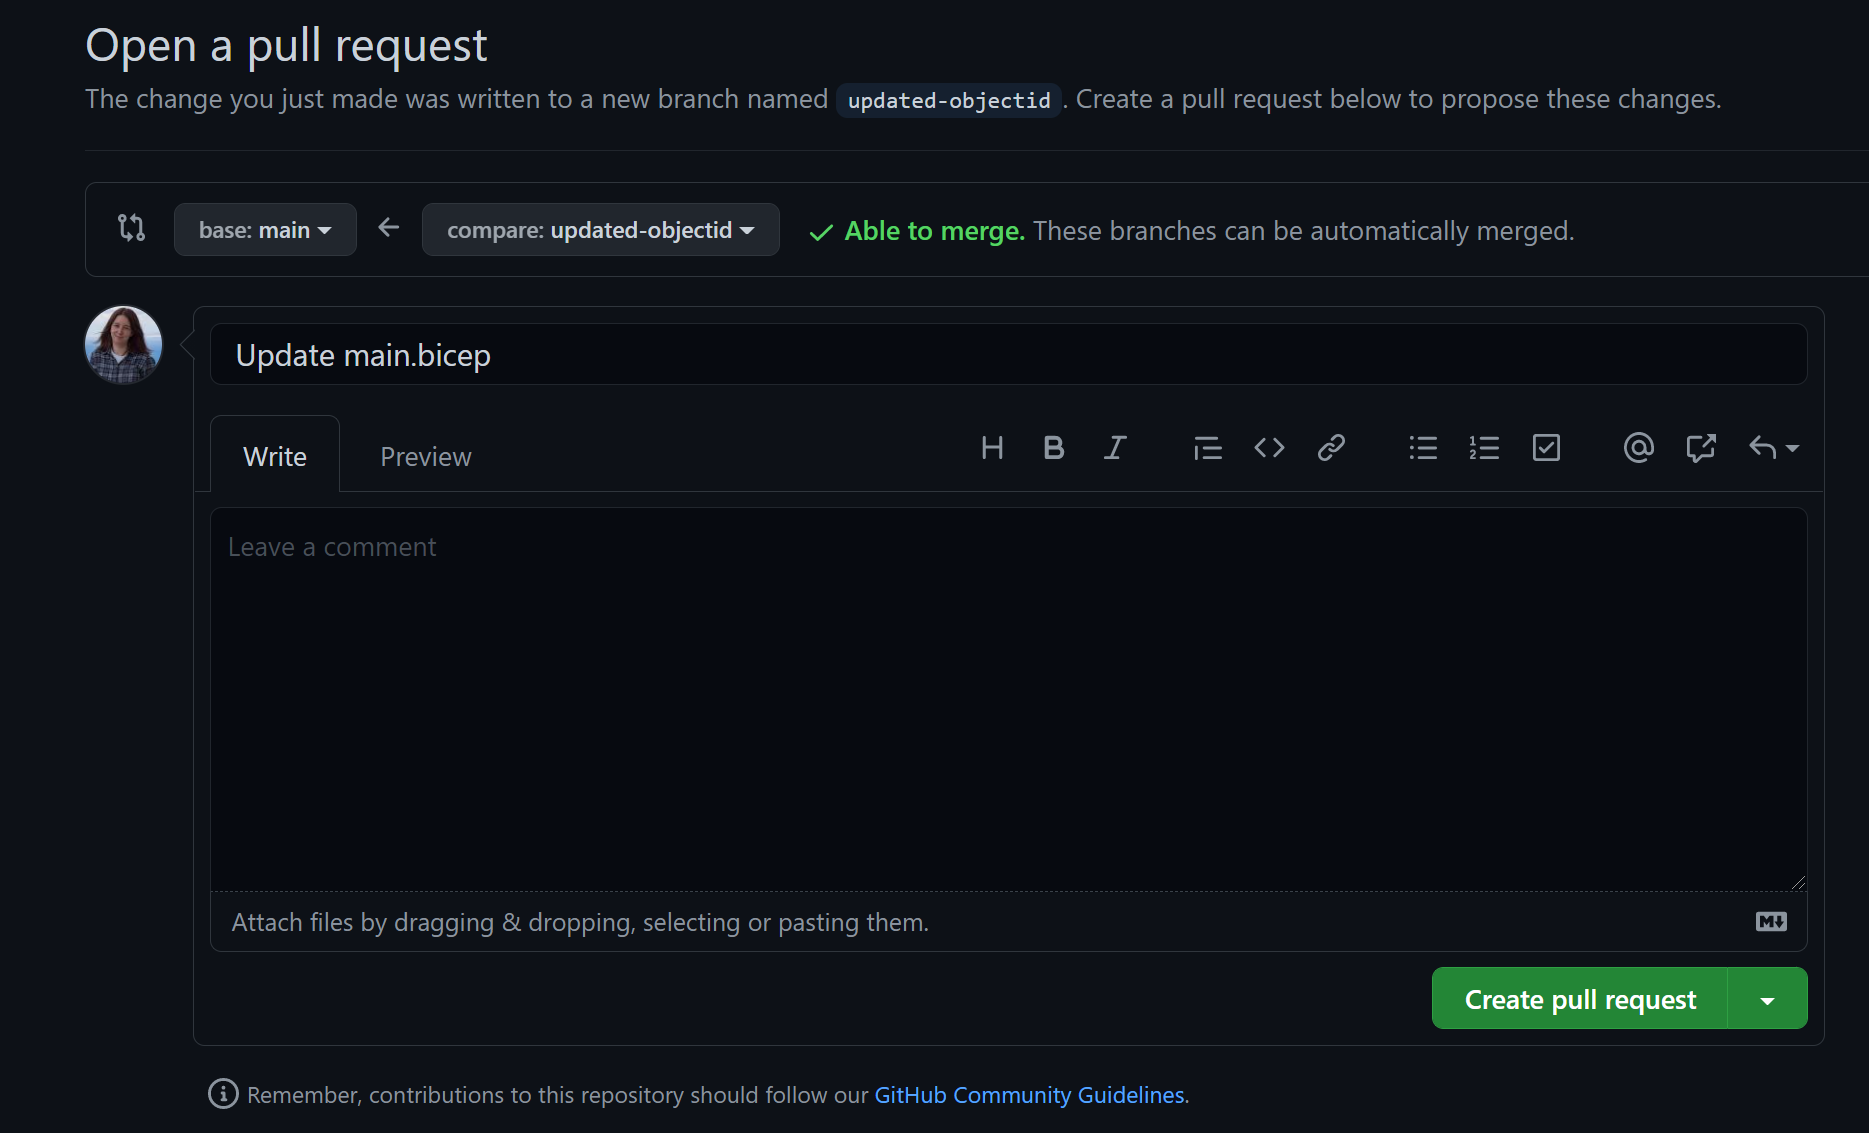 Open a pull request
The change you just made was written to a new branch named updated-objectid. Create a pull request below to propose these changes.
base: main
compare: updated-objectid
Able to merge. These branches can be automatically merged.
Update main.bicep
Write
Preview
Leave a comment
Attach files by dragging & dropping, selecting or pasting them.
Create pull request
Remember, contributions to this repository should follow our GitHub Community Guidelines.